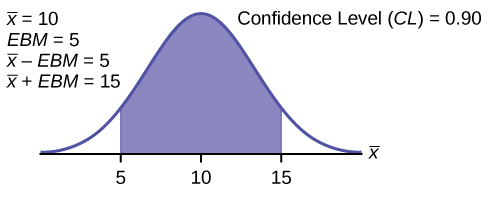 x̅ = 10
EBM = 5
x̅ – EBM = 5
x̅ + EBM = 15
Confidence Level (CL) = 0.90
x̅
5 10 15